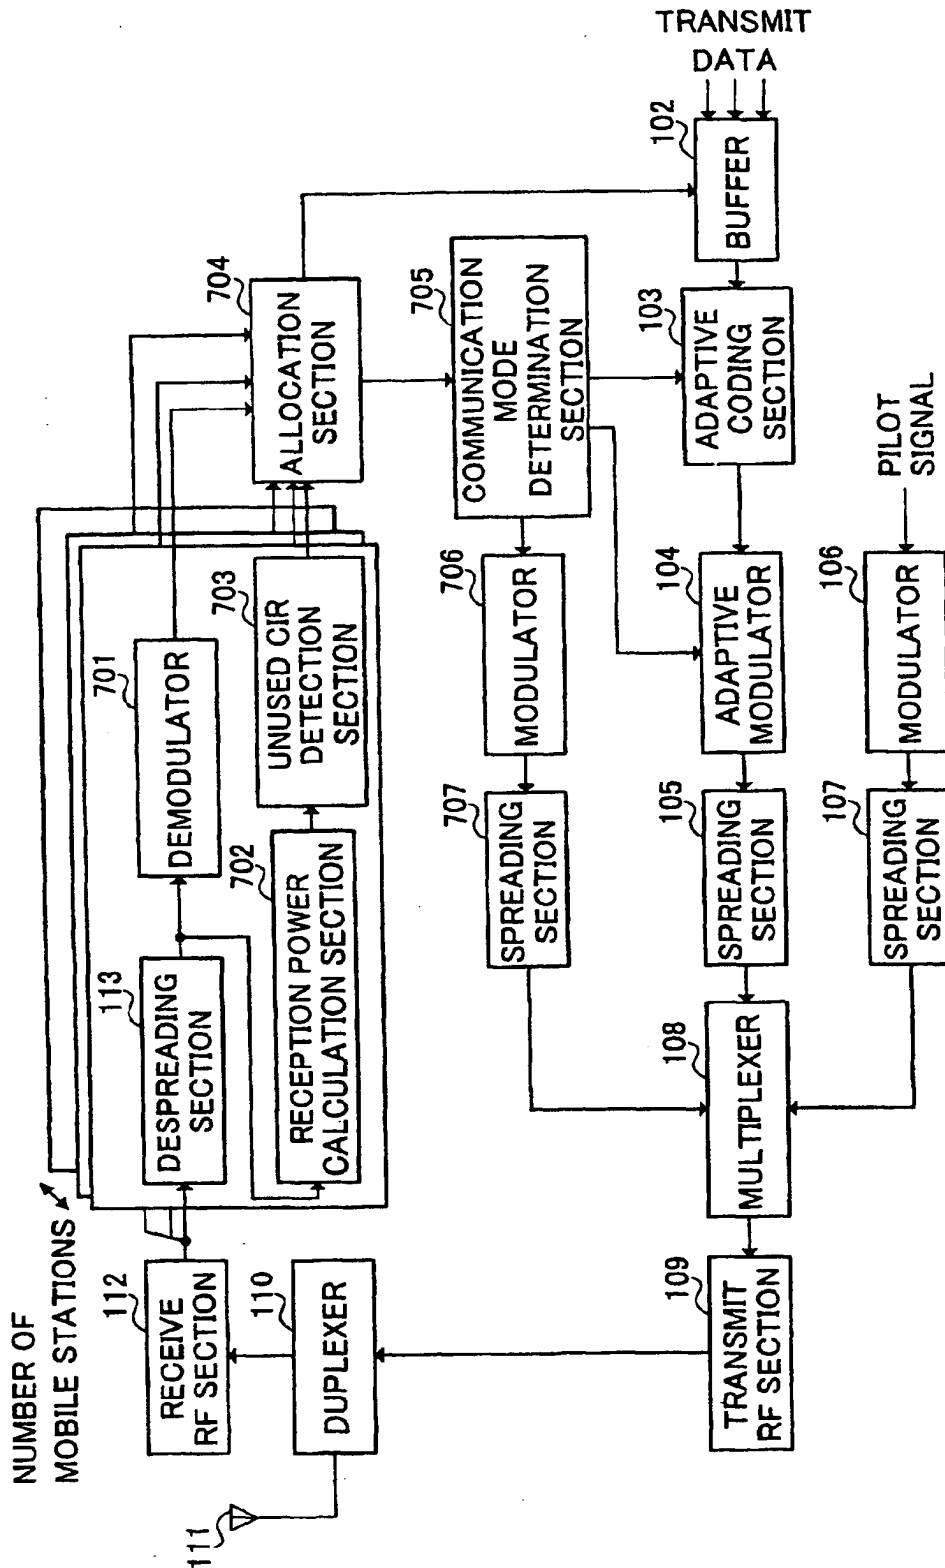 NUMBER OF
MOBILE STATIONS
111
112
RECEIVE
RF SECTION
110
DUPLEXER
109
TRANSMIT
RF SECTION
113
DESPREADING
SECTION
701
DEMODULATOR
702
RECEPTION POWER
CALCULATION SECTION
703
UNUSED CIR
DETECTION
SECTION
704
ALLOCATION
SECTION
705
COMMUNICATION
MODE
DETERMINATION
SECTION
706
MODULATOR
707
SPREADING
SECTION
108
MULTIPLEXER
105
SPREADING
SECTION
104
ADAPTIVE
MODULATOR
103
ADAPTIVE
CODING
SECTION
102
BUFFER
TRANSMIT
DATA
107
SPREADING
SECTION
106
MODULATOR
PILOT
SIGNAL